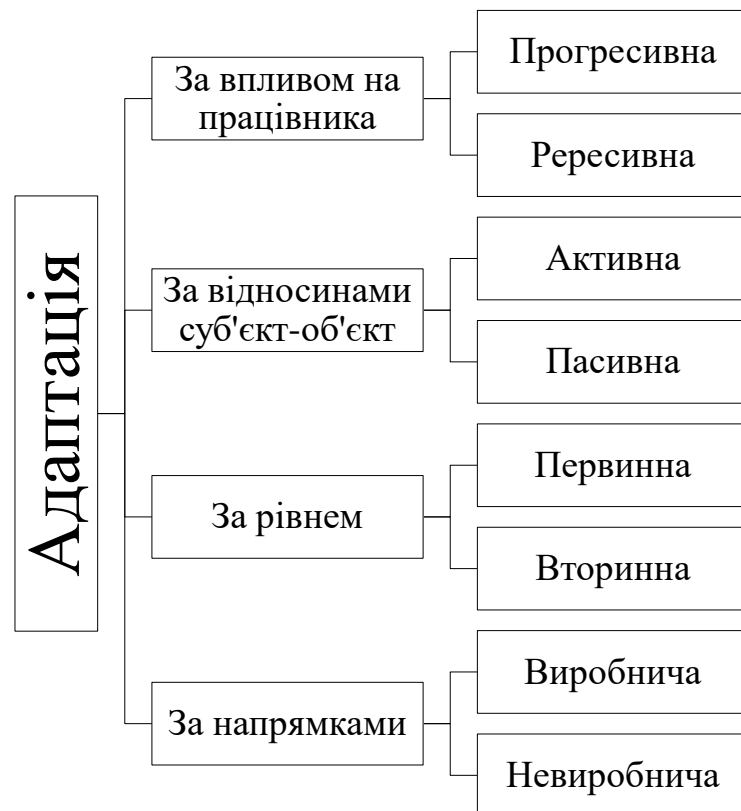 Адаптація
За впливом на
працівника
Прогресивна
Рересивна
За відносинами
суб'єкт-об'єкт
Активна
Пасивна
За рівнем
Первинна
Вторинна
За напрямками
Виробнича
Невиробнича